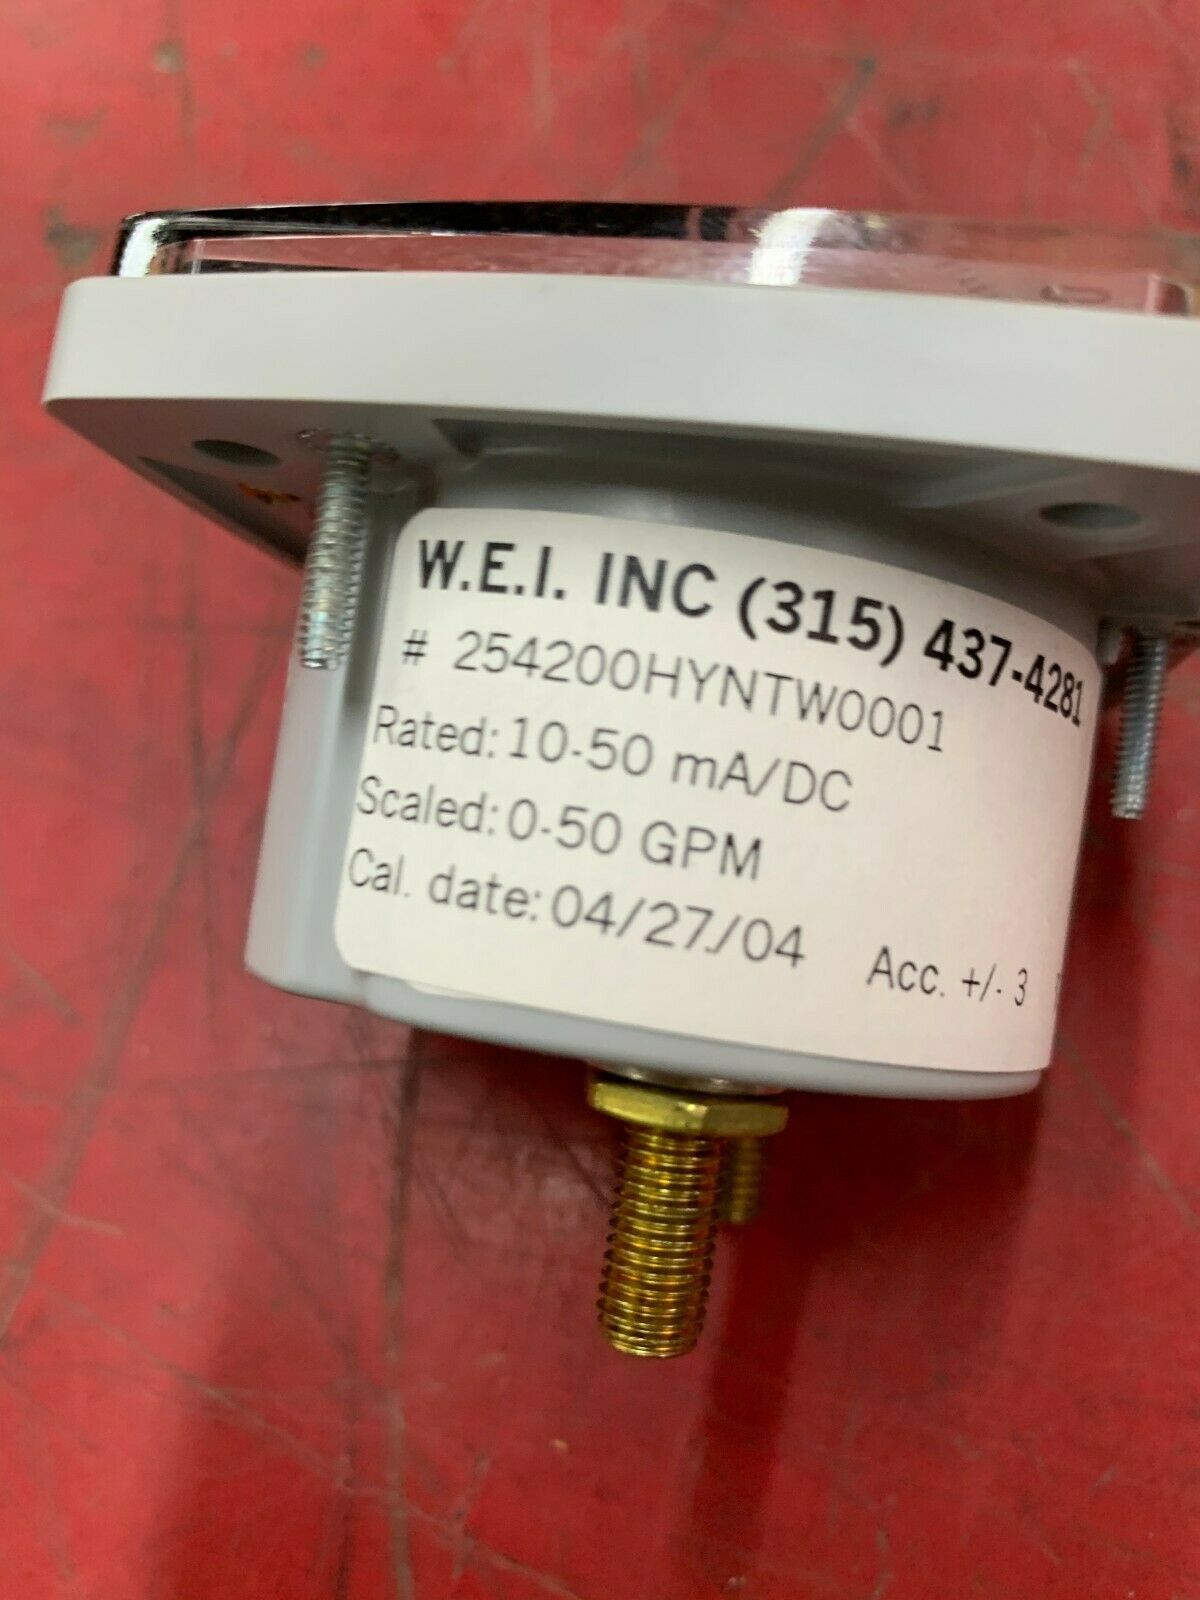 W.E.I. INC (315) 437-4281
# 254200HYNTW0001
Rated: 10-50 mA/DC
Scaled: 0-50 GPM
Cal. date: 04/27./04 Acc. +/- 3